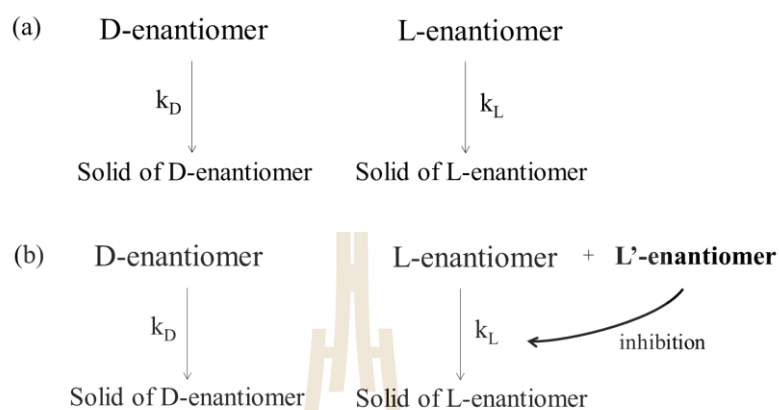 (a) D-enantiomer L-enantiomer
k_D k_L
Solid of D-enantiomer Solid of L-enantiomer
(b) D-enantiomer L-enantiomer + L'-enantiomer
k_D k_L inhibition
Solid of D-enantiomer Solid of L-enantiomer